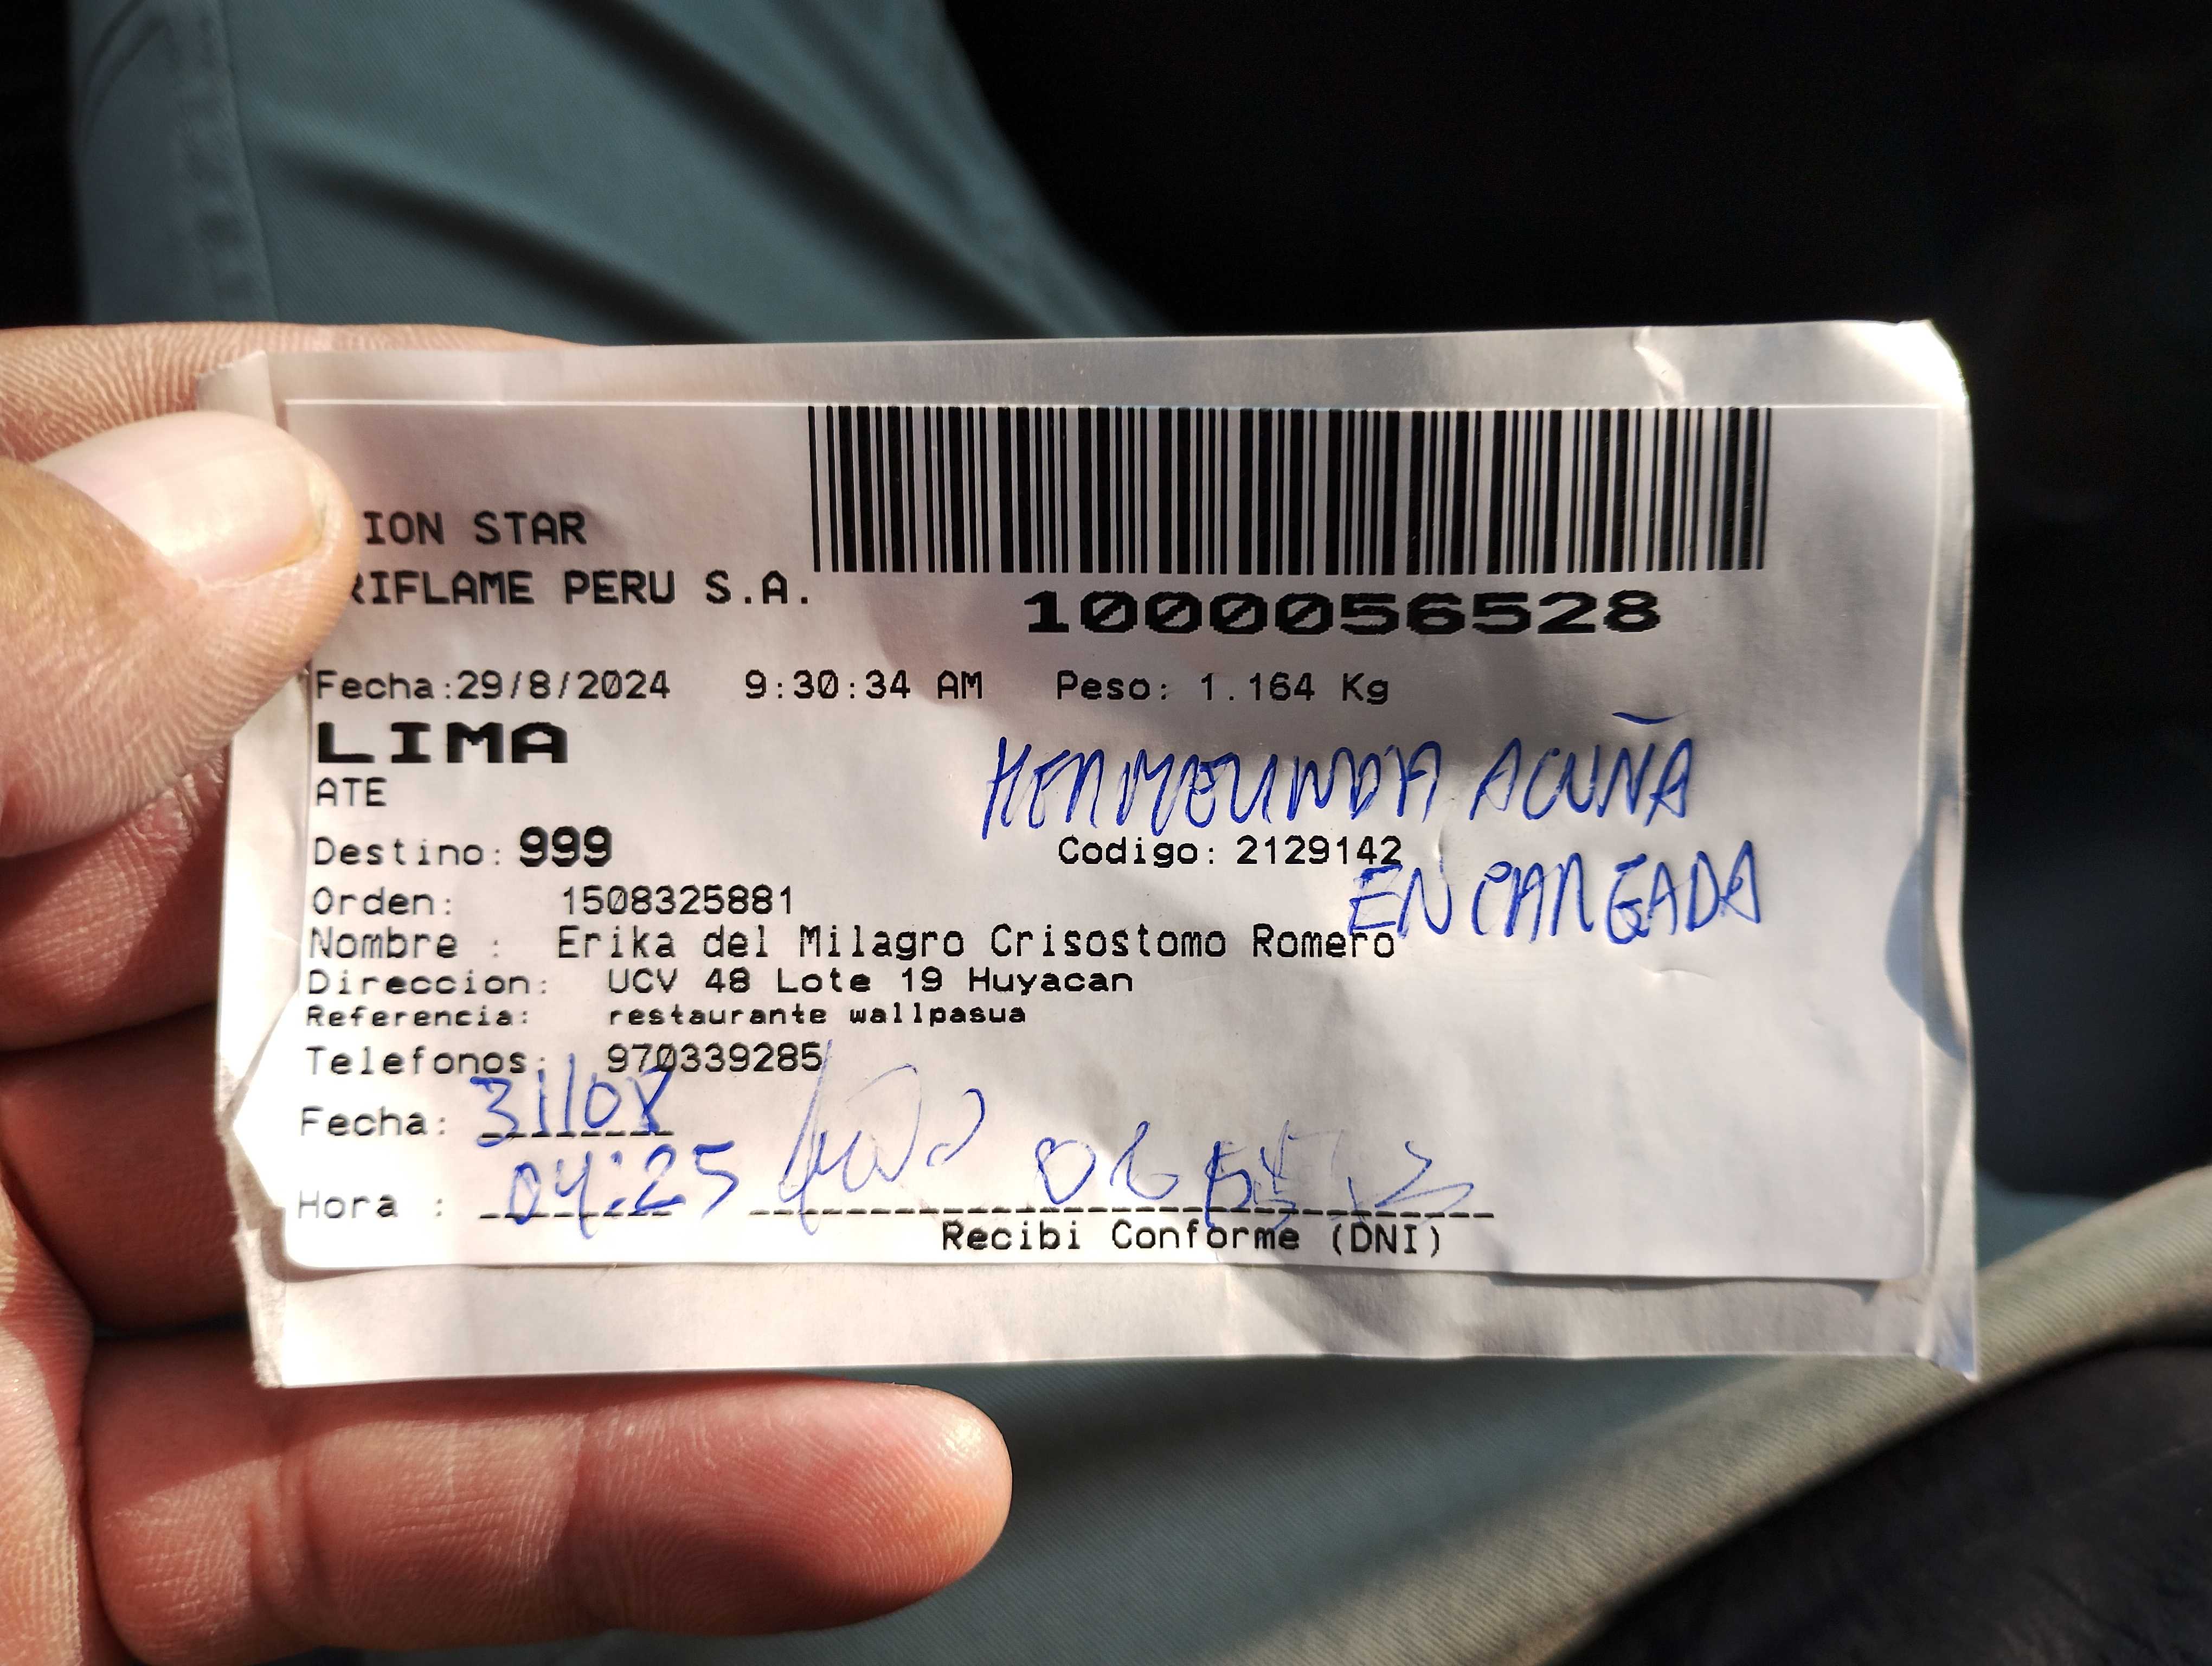 ION STAR
RIFLAME PERU S.A.
1000056528
Fecha:29/8/2024 9:30:34 AM Peso: 1.164 Kg
LIMA
ATE
HERMELINDA ACUÑA
Destino: 999 Codigo: 2129142
ENCARGADA
Orden: 1508325881
Nombre : Erika del Milagro Crisostomo Romero
Direccion: UCV 48 Lote 19 Huyacan
Referencia: restaurante wallpasua
Telefonos: 970339285
Fecha: 31/08
Hora : 04:25
Recibi Conforme (DNI)